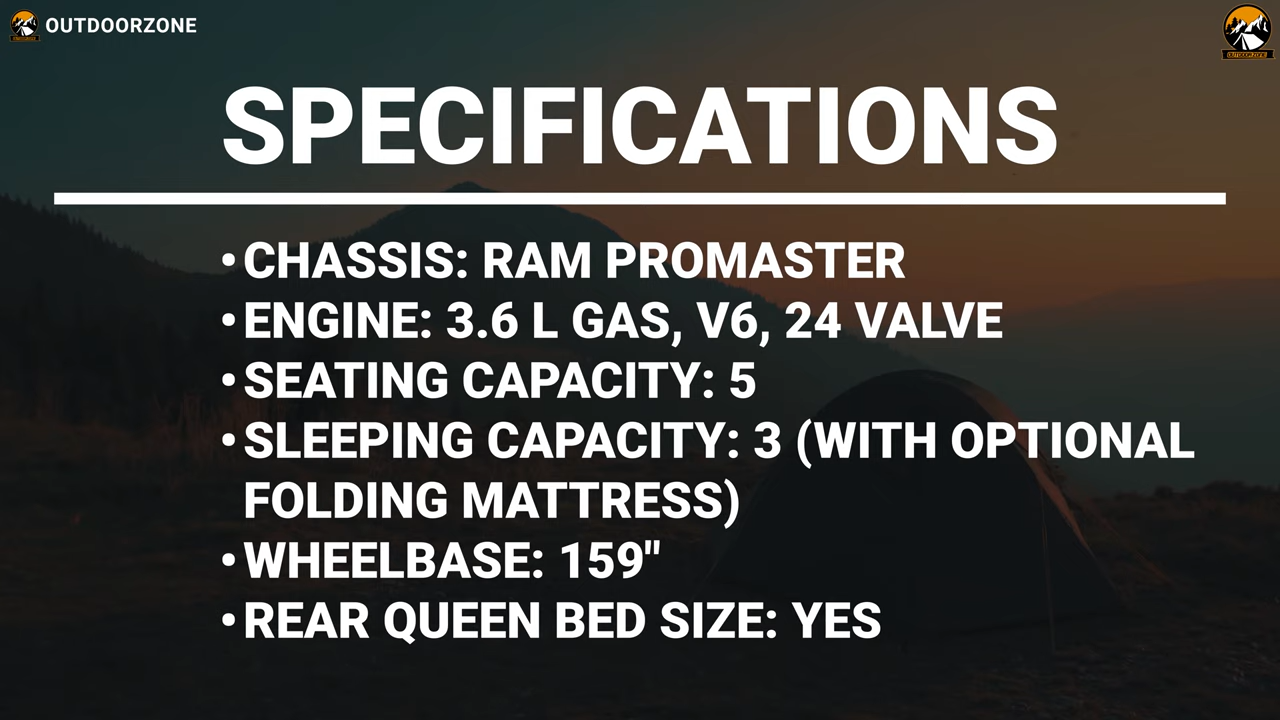 OUTDOORZONE
OUTDOORZONE
SPECIFICATIONS
• CHASSIS: RAM PROMASTER
• ENGINE: 3.6 L GAS, V6, 24 VALVE
• SEATING CAPACITY: 5
• SLEEPING CAPACITY: 3 (WITH OPTIONAL
FOLDING MATTRESS)
• WHEELBASE: 159"
• REAR QUEEN BED SIZE: YES